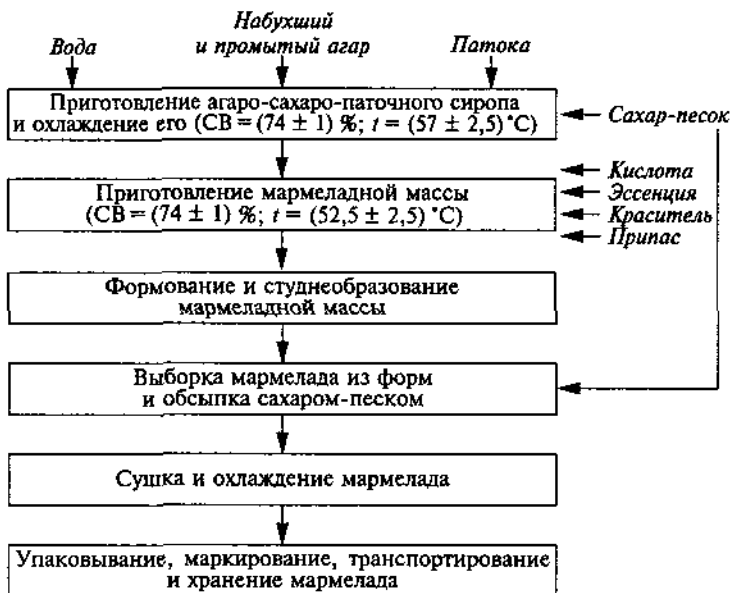 Набухший
Вода
и промытый агар
Патока
Приготовление агаро-сахаро-паточного сиропа
и охлаждение его (СВ = (74 ± 1) %; t = (57 ± 2,5) °С)
Сахар-песок
Кислота
Приготовление мармеладной массы
(СВ = (74 ± 1) %; t = (52,5 ± 2,5) °С)
Эссенция
Краситель
Припас
Формование и студнеобразование
мармеладной массы
Выборка мармелада из форм
и обсыпка сахаром-песком
Сушка и охлаждение мармелада
Упаковывание, маркирование, транспортирование
и хранение мармелада